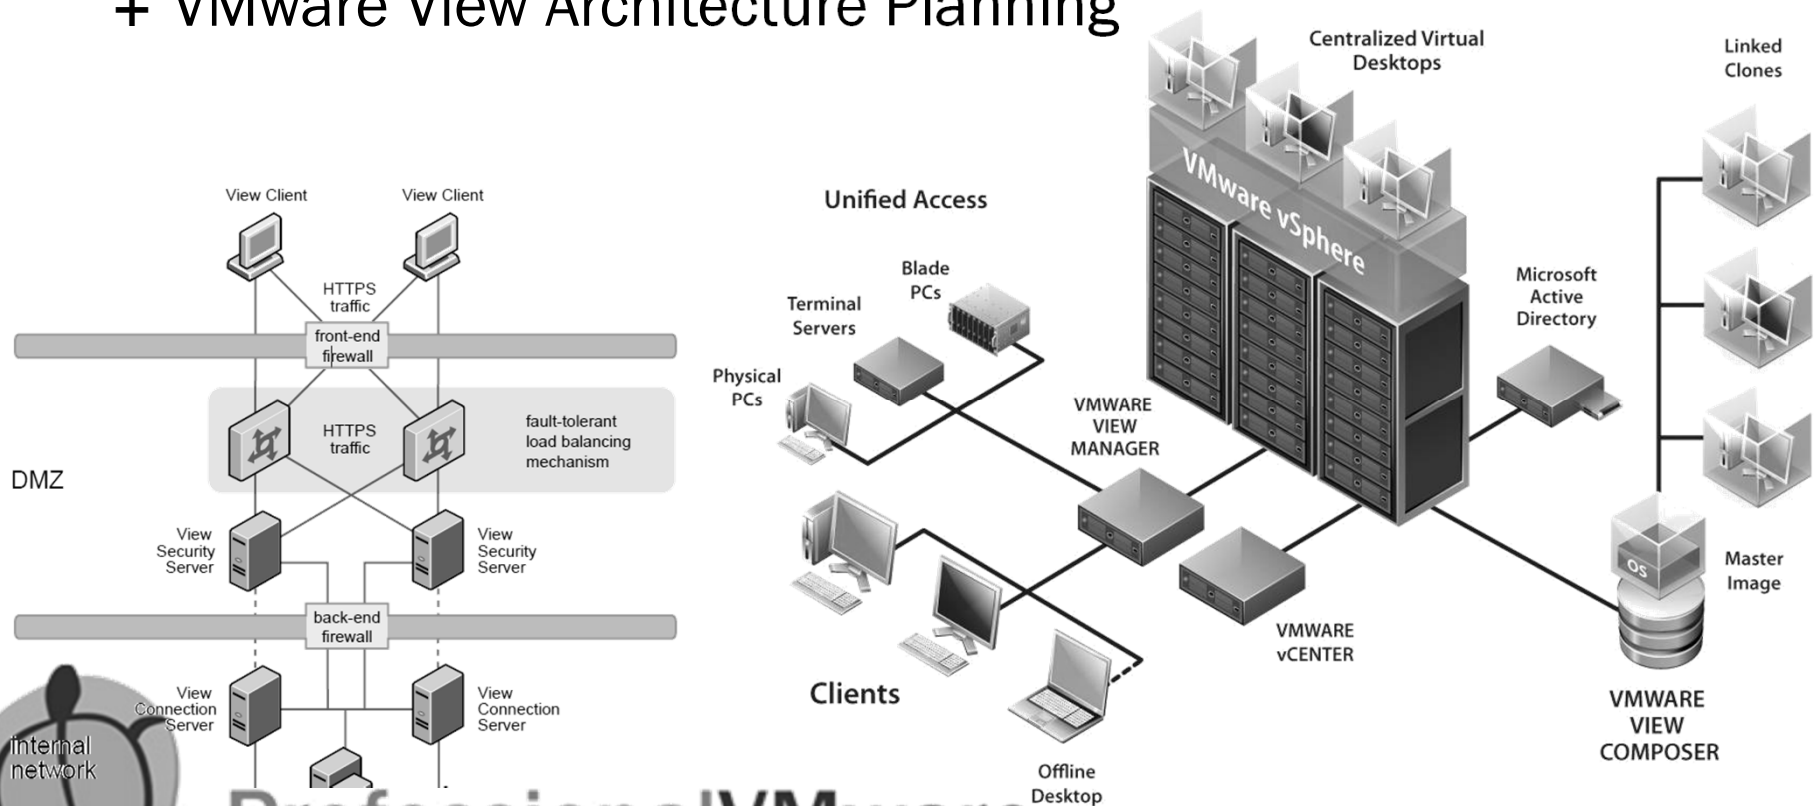 + VMware View Architecture Planning
View Client
View Client
HTTPS
traffic
front-end
firewall
HTTPS
traffic
fault-tolerant
load balancing
mechanism
DMZ
View
Security
Server
View
Security
Server
back-end
firewall
View
Connection
Server
View
Connection
Server
internal
network
Unified Access
Blade
PCs
Terminal
Servers
Physical
PCs
VMWARE
VIEW
MANAGER
Clients
Offline
Desktop
VMWARE
vCENTER
Centralized Virtual
Desktops
VMware vSphere
Microsoft
Active
Directory
Linked
Clones
OS
Master
Image
VMWARE
VIEW
COMPOSER
ProfessionalVMware